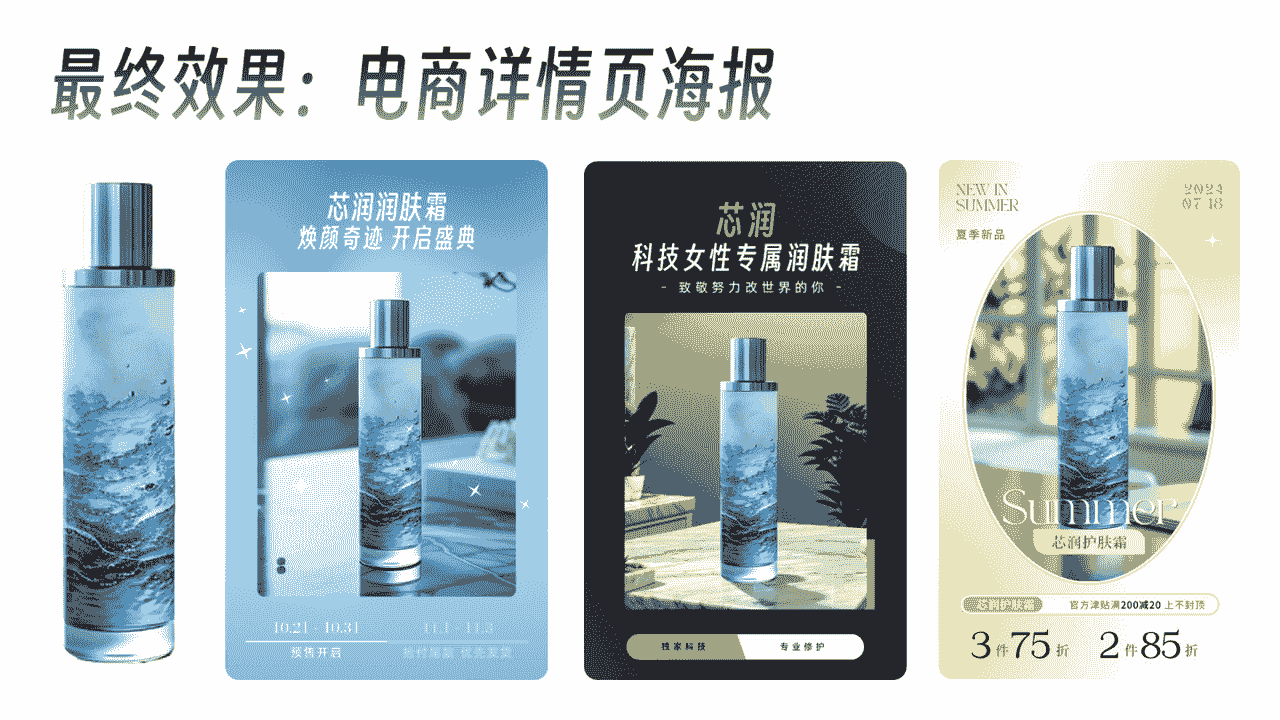 最终效果：电商详情页海报
芯润润肤霜
焕颜奇迹 开启盛典
10.21 - 10.31
预售开启
11.1 - 11.3
芯润
科技女性专属润肤霜
- 致敬努力改世界的你 -
独家科技
专业修护
NEW IN
SUMMER
2024
07 18
夏季新品
Summer
芯润护肤霜
芯润护肤霜
官方津贴满200减20 上不封顶
3件75折
2件85折